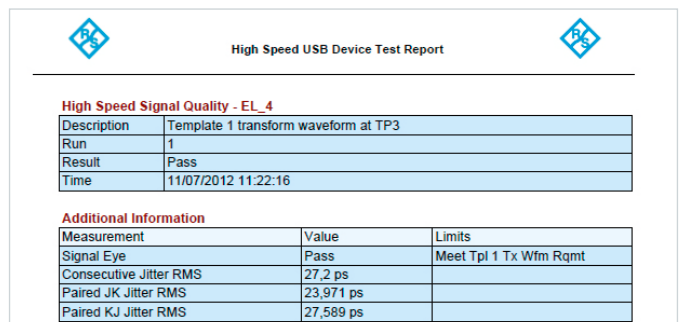 R&S R&S
High Speed USB Device Test Report
High Speed Signal Quality - EL_4
Description Template 1 transform waveform at TP3
Run 1
Result Pass
Time 11/07/2012 11:22:16
Additional Information
Measurement Value Limits
Signal Eye Pass Meet Tpl 1 Tx Wfm Rqmt
Consecutive Jitter RMS 27,2 ps
Paired JK Jitter RMS 23,971 ps
Paired KJ Jitter RMS 27,589 ps